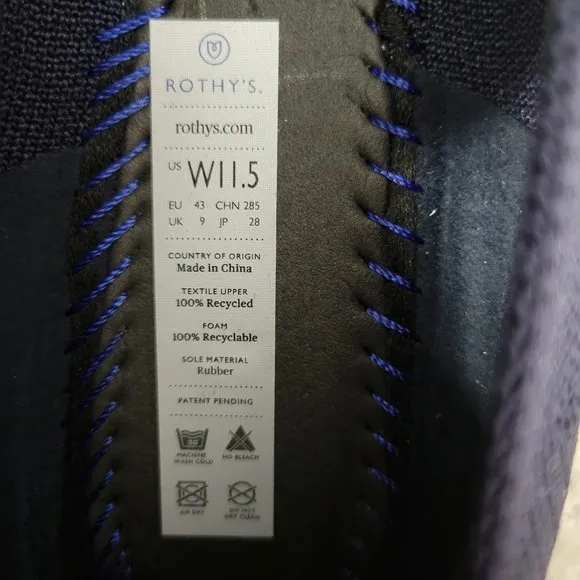 ROTHY'S.
rothys.com
US W11.5
EU 43 CHN 285
UK 9 JP 28
COUNTRY OF ORIGIN
Made in China
TEXTILE UPPER
100% Recycled
FOAM
100% Recyclable
SOLE MATERIAL
Rubber
PATENT PENDING
30
MACHINE WASH COLD
NO BLEACH
AIR DRY
DO NOT DRY CLEAN